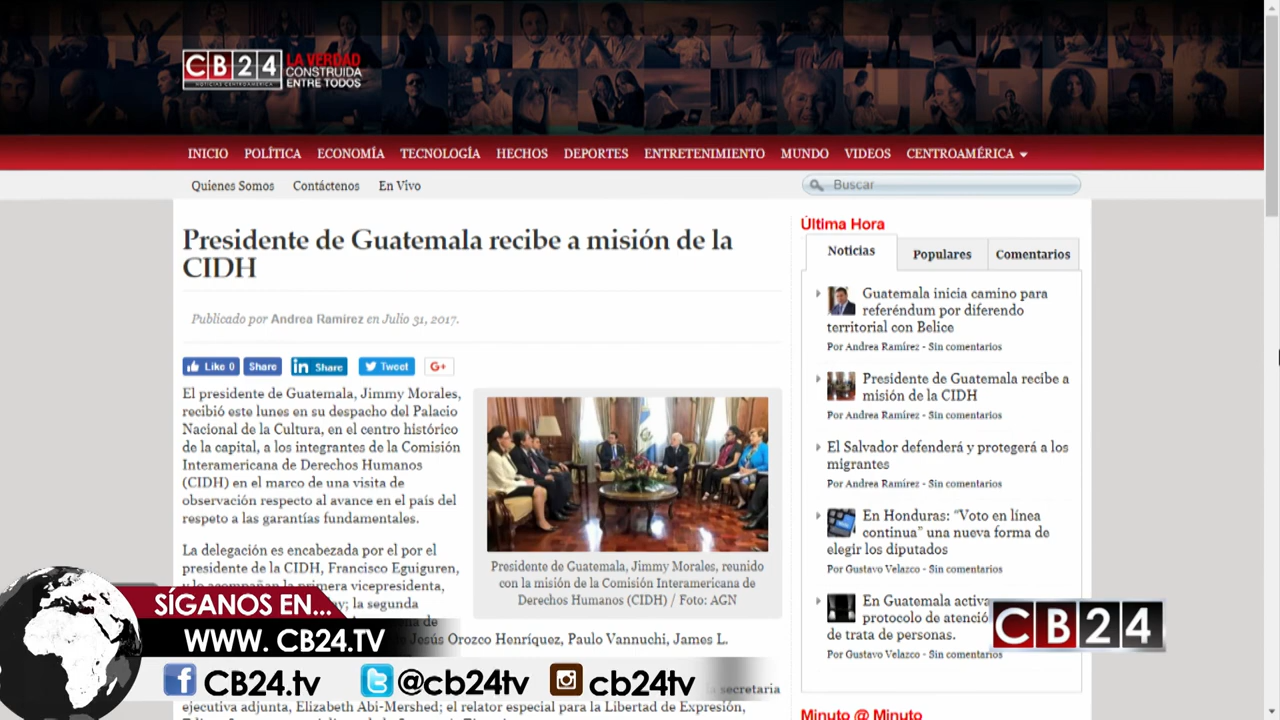 CB24
NOTICIAS CENTROAMÉRICA
LA VERDAD
CONSTRUIDA
ENTRE TODOS
INICIO POLÍTICA ECONOMÍA TECNOLOGÍA HECHOS DEPORTES ENTRETENIMIENTO MUNDO VIDEOS CENTROAMÉRICA
Quienes Somos Contáctenos En Vivo
Buscar
Presidente de Guatemala recibe a misión de la
CIDH
Publicado por Andrea Ramírez en Julio 31, 2017.
Like 0 Share in Share Tweet G+
El presidente de Guatemala, Jimmy Morales,
recibió este lunes en su despacho del Palacio
Nacional de la Cultura, en el centro histórico
de la capital, a los integrantes de la Comisión
Interamericana de Derechos Humanos
(CIDH) en el marco de una visita de
observación respecto al avance en el país del
respeto a las garantías fundamentales.
La delegación es encabezada por el por el
presidente de la CIDH, Francisco Eguiguren,
y lo acompañan la primera vicepresidenta,
; la segunda
de
Jesús Orozco Henríquez, Paulo Vannuchi, James L.
secretaria
ejecutiva adjunta, Elizabeth Abi-Mershed; el relator especial para la Libertad de Expresión,
Presidente de Guatemala, Jimmy Morales, reunido
con la misión de la Comisión Interamericana de
Derechos Humanos (CIDH) / Foto: AGN
Última Hora
Noticias Populares Comentarios
Guatemala inicia camino para
referéndum por diferendo
territorial con Belice
Por Andrea Ramírez - Sin comentarios
Presidente de Guatemala recibe a
misión de la CIDH
Por Andrea Ramírez - Sin comentarios
El Salvador defenderá y protegerá a los
migrantes
Por Andrea Ramírez - Sin comentarios
En Honduras: “Voto en línea
continua” una nueva forma de
elegir los diputados
Por Gustavo Velazco - Sin comentarios
En Guatemala activa
protocolo de atenció
de trata de personas.
Por Gustavo Velazco - Sin comentarios
Minuto @ Minuto
SÍGANOS EN...
WWW. CB24.TV
CB24.tv @cb24tv cb24tv
CB24